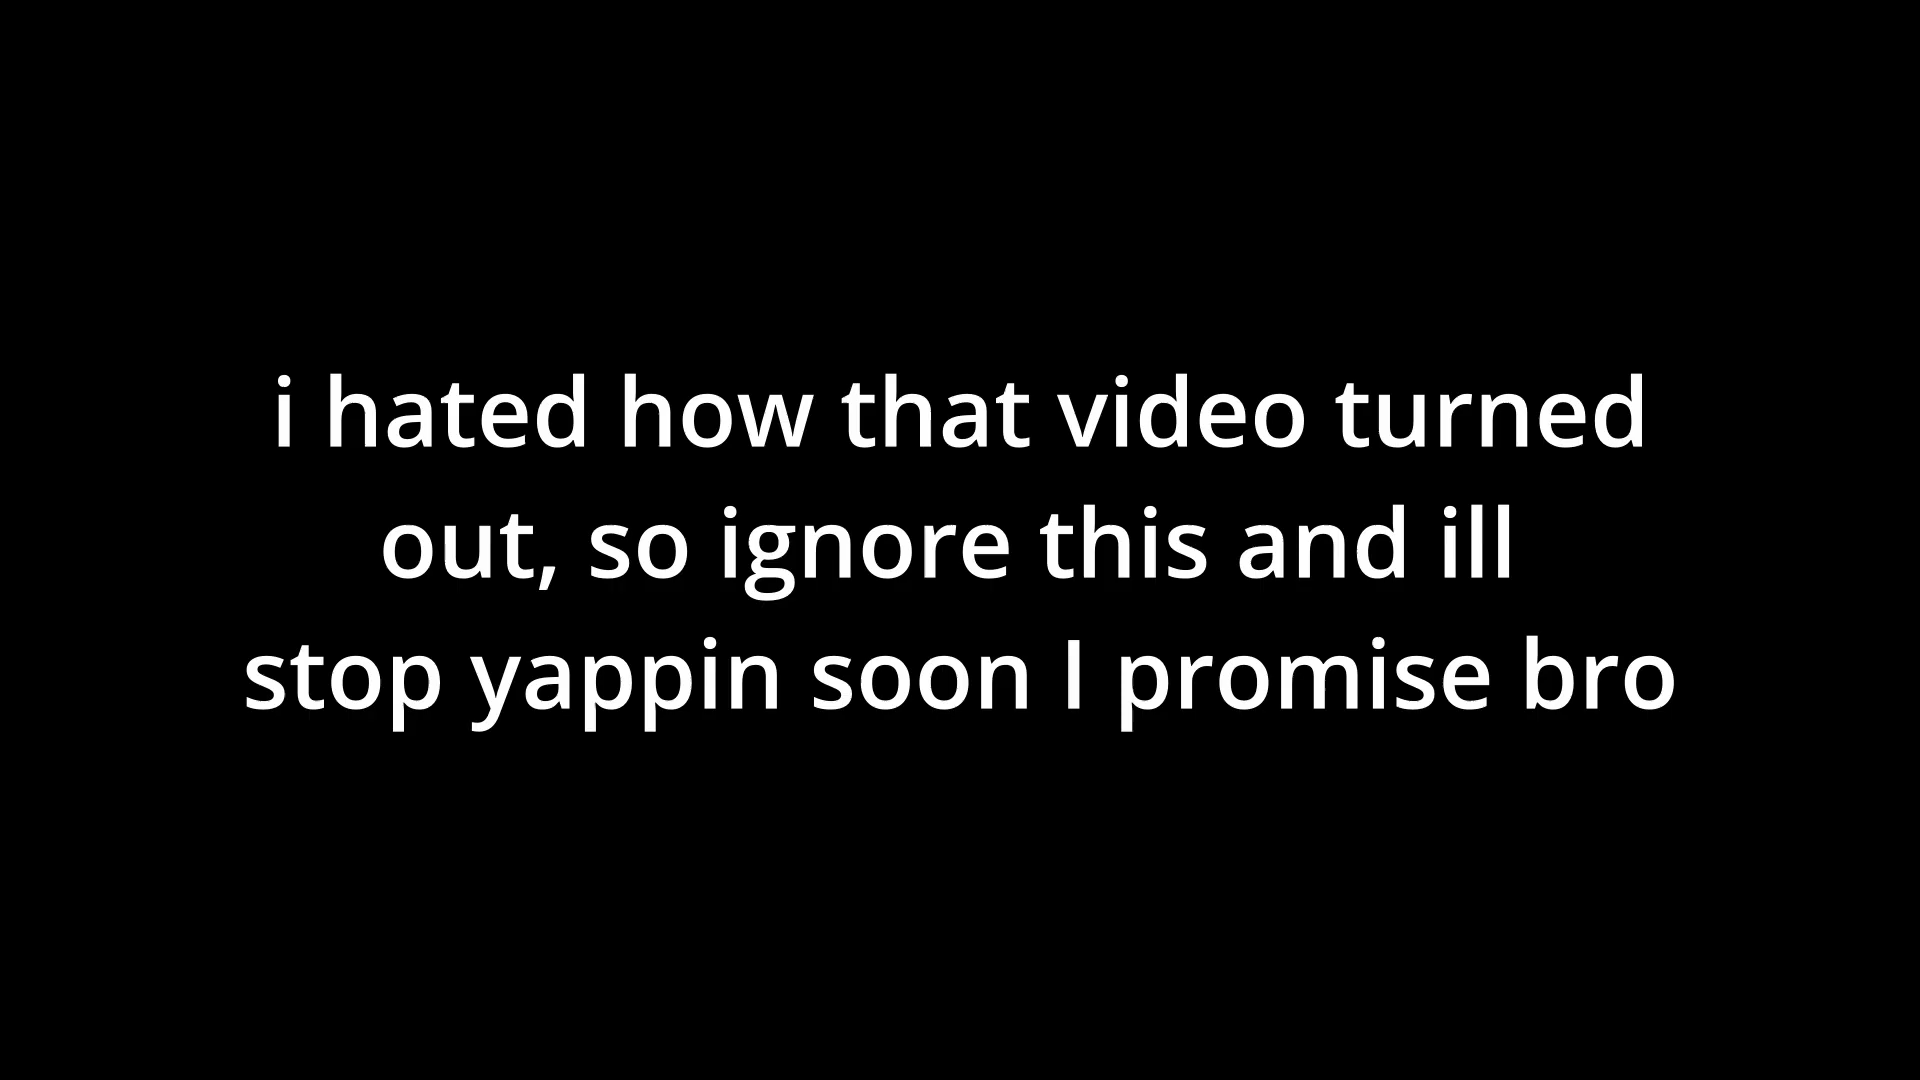 i hated how that video turned
out, so ignore this and ill
stop yappin soon I promise bro